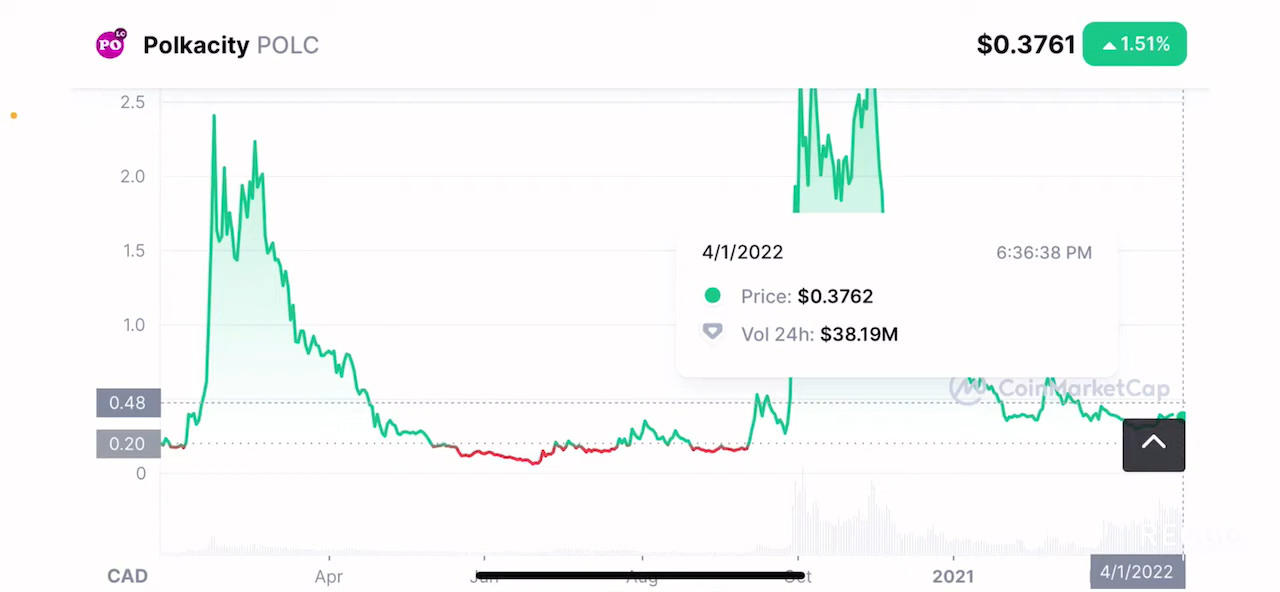 LC
PO
Polkacity POLC
$0.3761
1.51%
2.5
2.0
1.5
1.0
0.48
0.20
0
4/1/2022 6:36:38 PM
Price: $0.3762
Vol 24h: $38.19M
CoinMarketCap
CAD
Apr
Jun
Aug
Oct
2021
4/1/2022